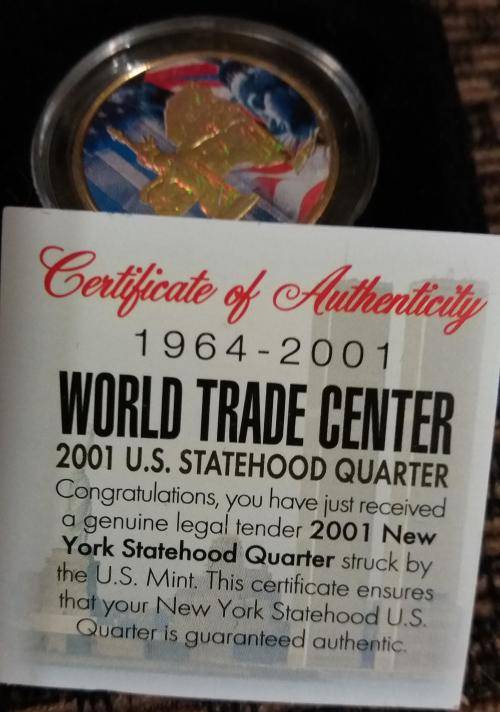 Certificate of Authenticity
1964-2001
WORLD TRADE CENTER
2001 U.S. STATEHOOD QUARTER
Congratulations, you have just received
a genuine legal tender 2001 New
York Statehood Quarter struck by
the U.S. Mint. This certificate ensures
that your New York Statehood U.S.
Quarter is guaranteed authentic.